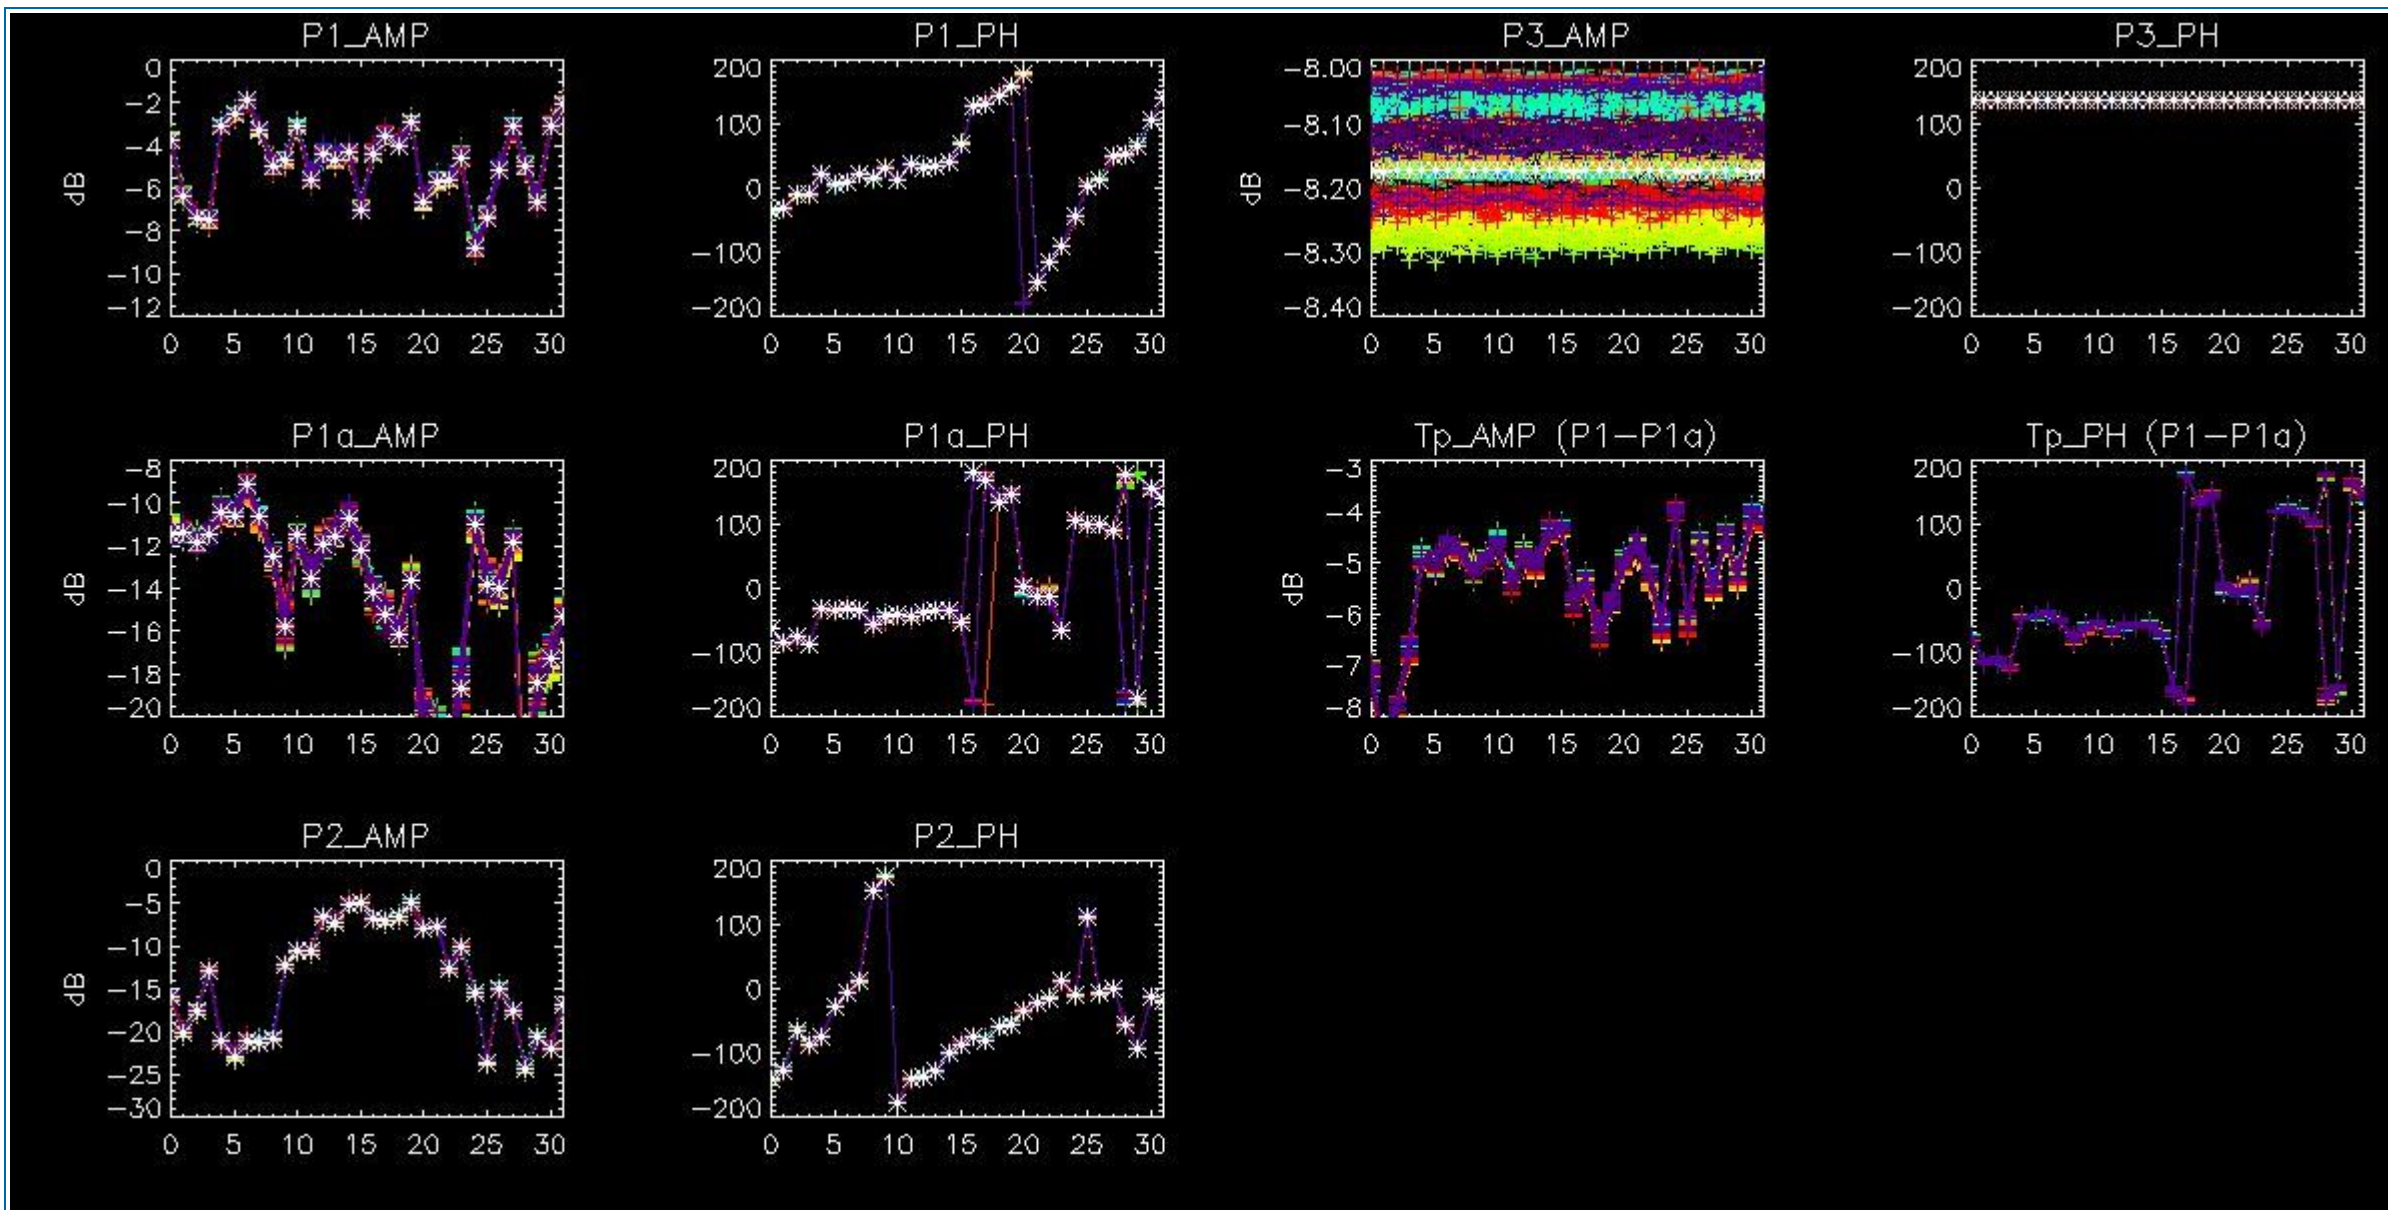 P1_AMP P1_PH P3_AMP P3_PH
0 200 -8.00 200
-2 100 -8.10 100
-4 0 -8.20 0
-6 -100 -8.30 -100
-8 -200 -8.40 -200
-10
-12
dB dB
0 5 10 15 20 25 30 0 5 10 15 20 25 30 0 5 10 15 20 25 30 0 5 10 15 20 25 30
P1a_AMP P1a_PH Tp_AMP (P1-P1a) Tp_PH (P1-P1a)
-8 200 -3 200
-10 100 -4 100
-12 0 -5 0
-14 -100 -6 -100
-16 -200 -7 -200
-18 -8
-20
dB dB
0 5 10 15 20 25 30 0 5 10 15 20 25 30 0 5 10 15 20 25 30 0 5 10 15 20 25 30
P2_AMP P2_PH
0 200
-5 100
-10 0
-15 -100
-20 -200
-25
-30
dB
0 5 10 15 20 25 30 0 5 10 15 20 25 30